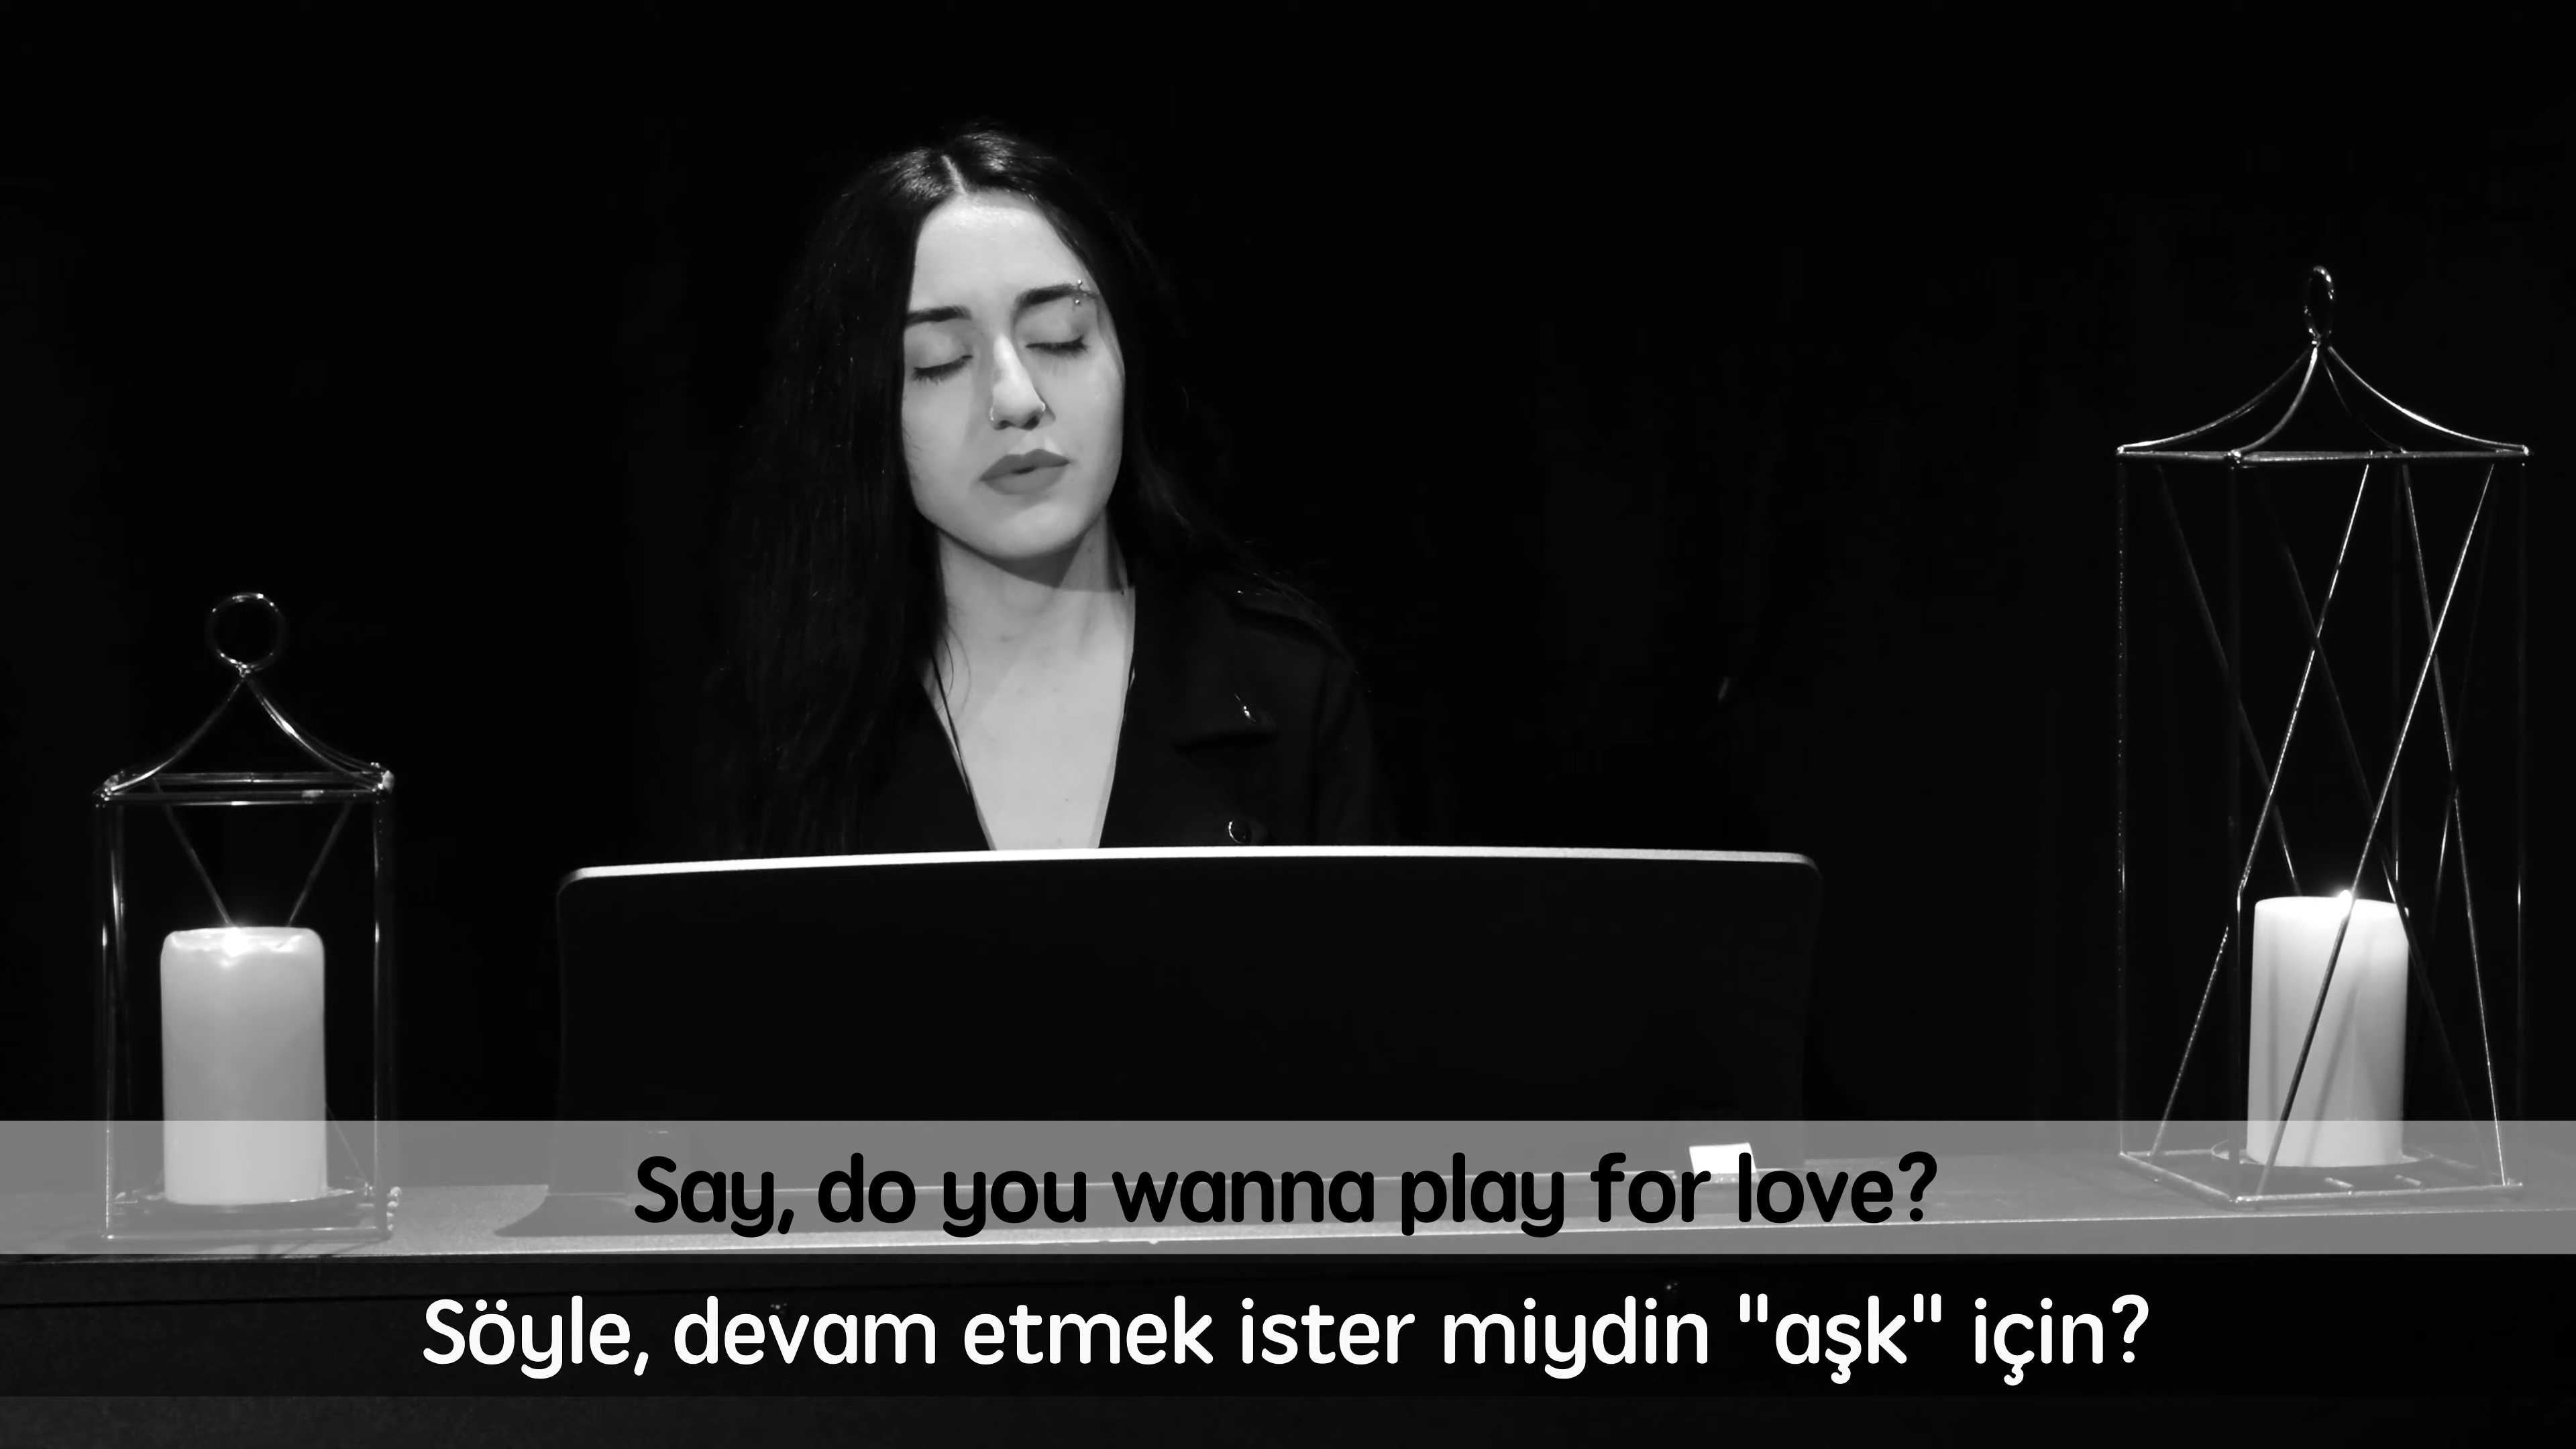 Say, do you wanna play for love?
Söyle, devam etmek ister miydin "aşk" için?